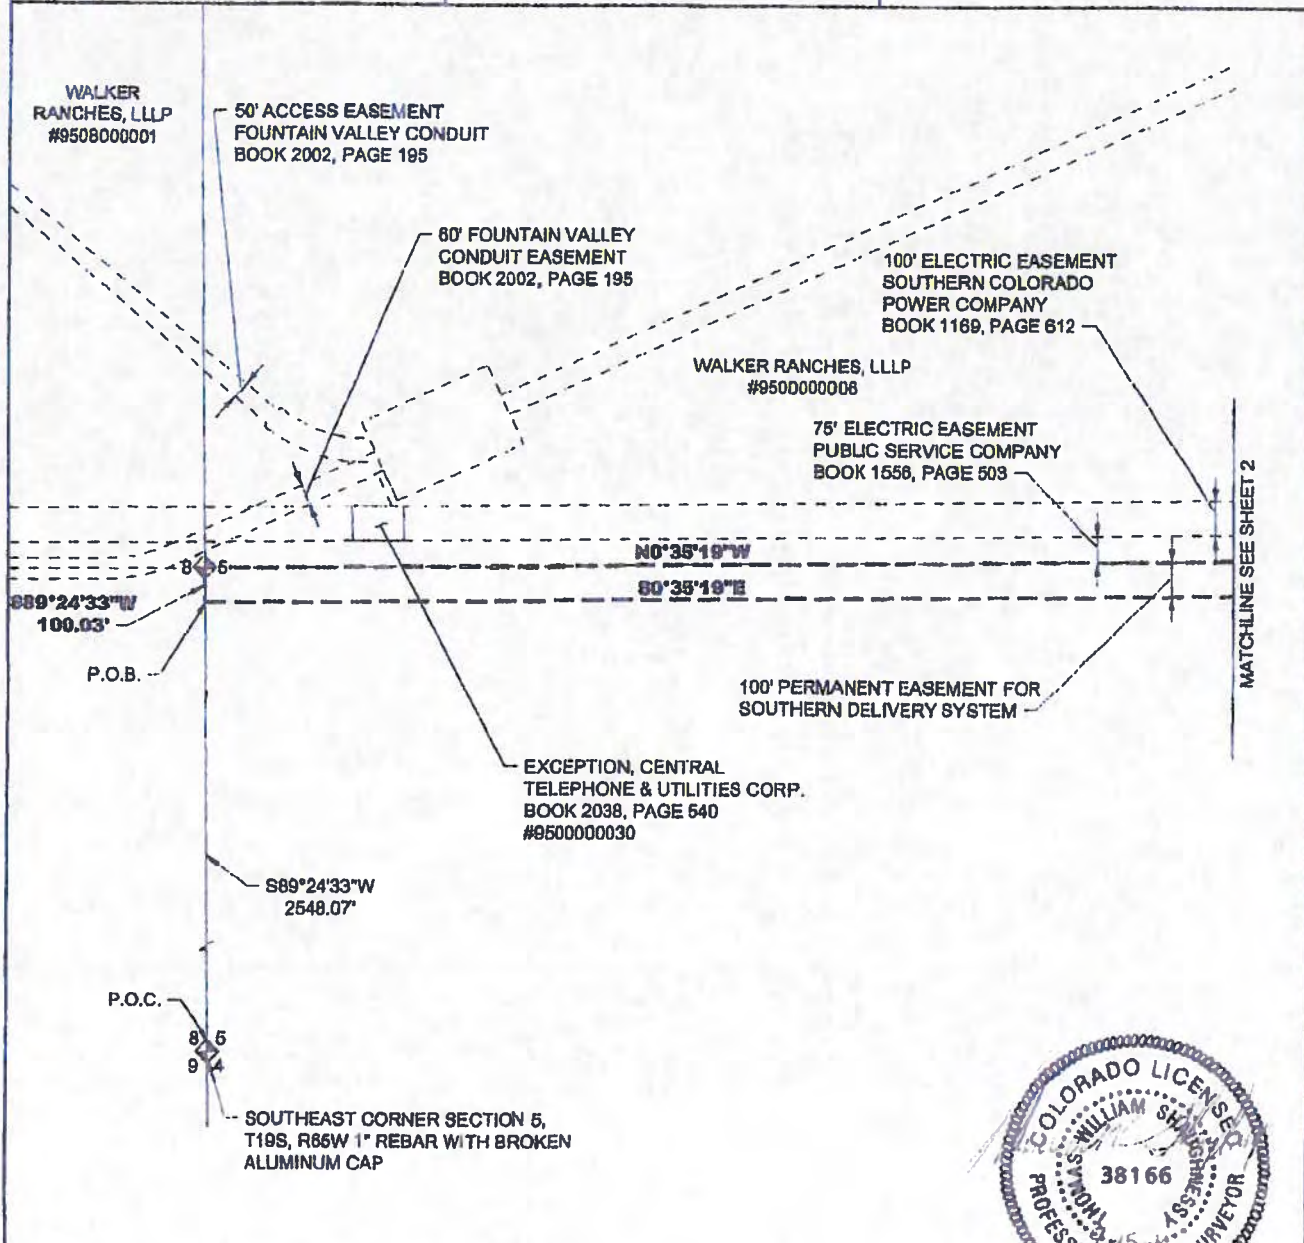 WALKER
RANCHES, LLLP
#9508000001
50' ACCESS EASEMENT
FOUNTAIN VALLEY CONDUIT
BOOK 2002, PAGE 195
60' FOUNTAIN VALLEY
CONDUIT EASEMENT
BOOK 2002, PAGE 195
100' ELECTRIC EASEMENT
SOUTHERN COLORADO
POWER COMPANY
BOOK 1169, PAGE 612
WALKER RANCHES, LLLP
#9500000006
75' ELECTRIC EASEMENT
PUBLIC SERVICE COMPANY
BOOK 1556, PAGE 503
MATCHLINE SEE SHEET 2
N0°35'19"W
8 5
S0°35'19"E
S89°24'33"W
100.03'
P.O.B.
100' PERMANENT EASEMENT FOR
SOUTHERN DELIVERY SYSTEM
EXCEPTION, CENTRAL
TELEPHONE & UTILITIES CORP.
BOOK 2038, PAGE 540
#9500000030
S89°24'33"W
2548.07'
P.O.C.
8 5
9 4
SOUTHEAST CORNER SECTION 5,
T19S, R65W 1" REBAR WITH BROKEN
ALUMINUM CAP
COLORADO LICENSED
THOMAS WILLIAM SHAUGHNESSY
38166
SURVEYOR